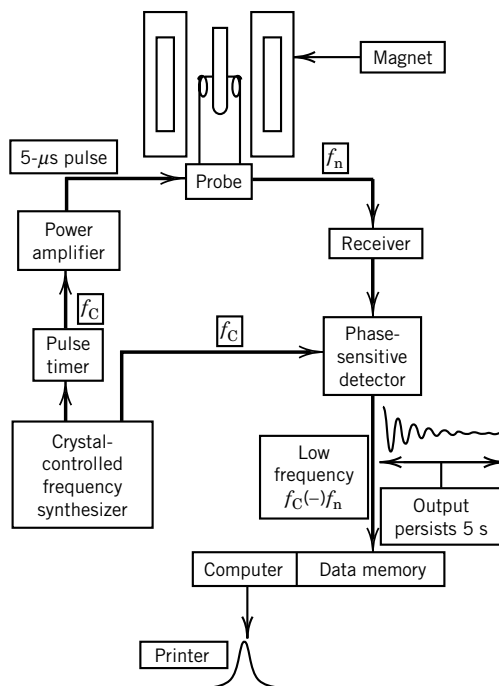 Magnet
5-μs pulse
f_n
Probe
Power
amplifier
Receiver
f_C
f_C
Pulse
timer
Phase-
sensitive
detector
Crystal-
controlled
frequency
synthesizer
Low
frequency
f_C(–)f_n
Output
persists 5 s
Computer
Data memory
Printer